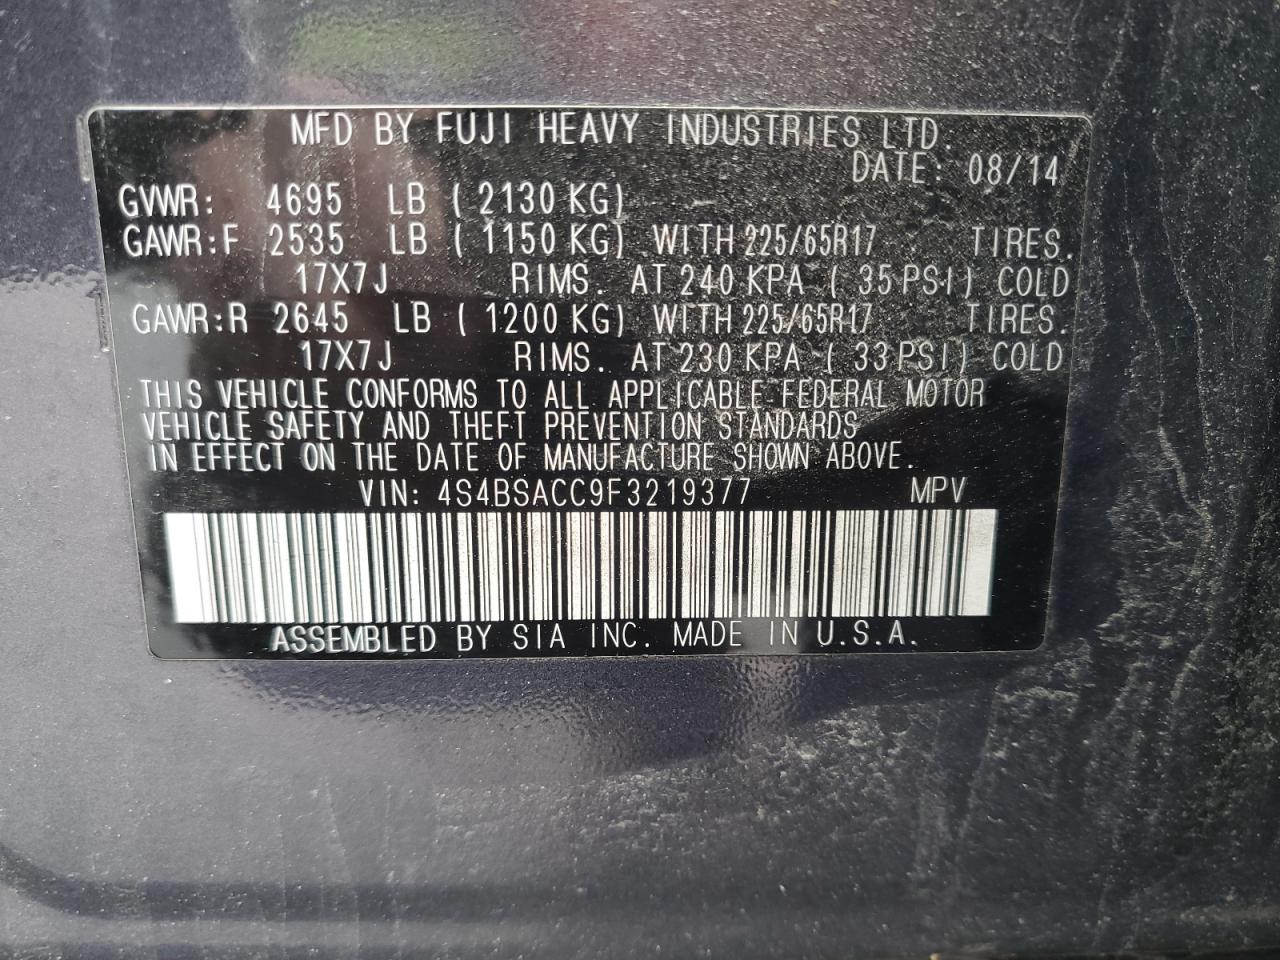 MFD BY FUJI HEAVY INDUSTRIES LTD.
DATE: 08/14
GVWR: 4695 LB ( 2130 KG)
GAWR:F 2535 LB ( 1150 KG) WITH 225/65R17 TIRES.
17X7J RIMS. AT 240 KPA ( 35 PSI) COLD
GAWR:R 2645 LB ( 1200 KG) WITH 225/65R17 TIRES.
17X7J RIMS. AT 230 KPA ( 33 PSI) COLD
THIS VEHICLE CONFORMS TO ALL APPLICABLE FEDERAL MOTOR
VEHICLE SAFETY AND THEFT PREVENTION STANDARDS
IN EFFECT ON THE DATE OF MANUFACTURE SHOWN ABOVE.
VIN: 4S4BSACC9F3219377 MPV
ASSEMBLED BY SIA INC. MADE IN U.S.A.